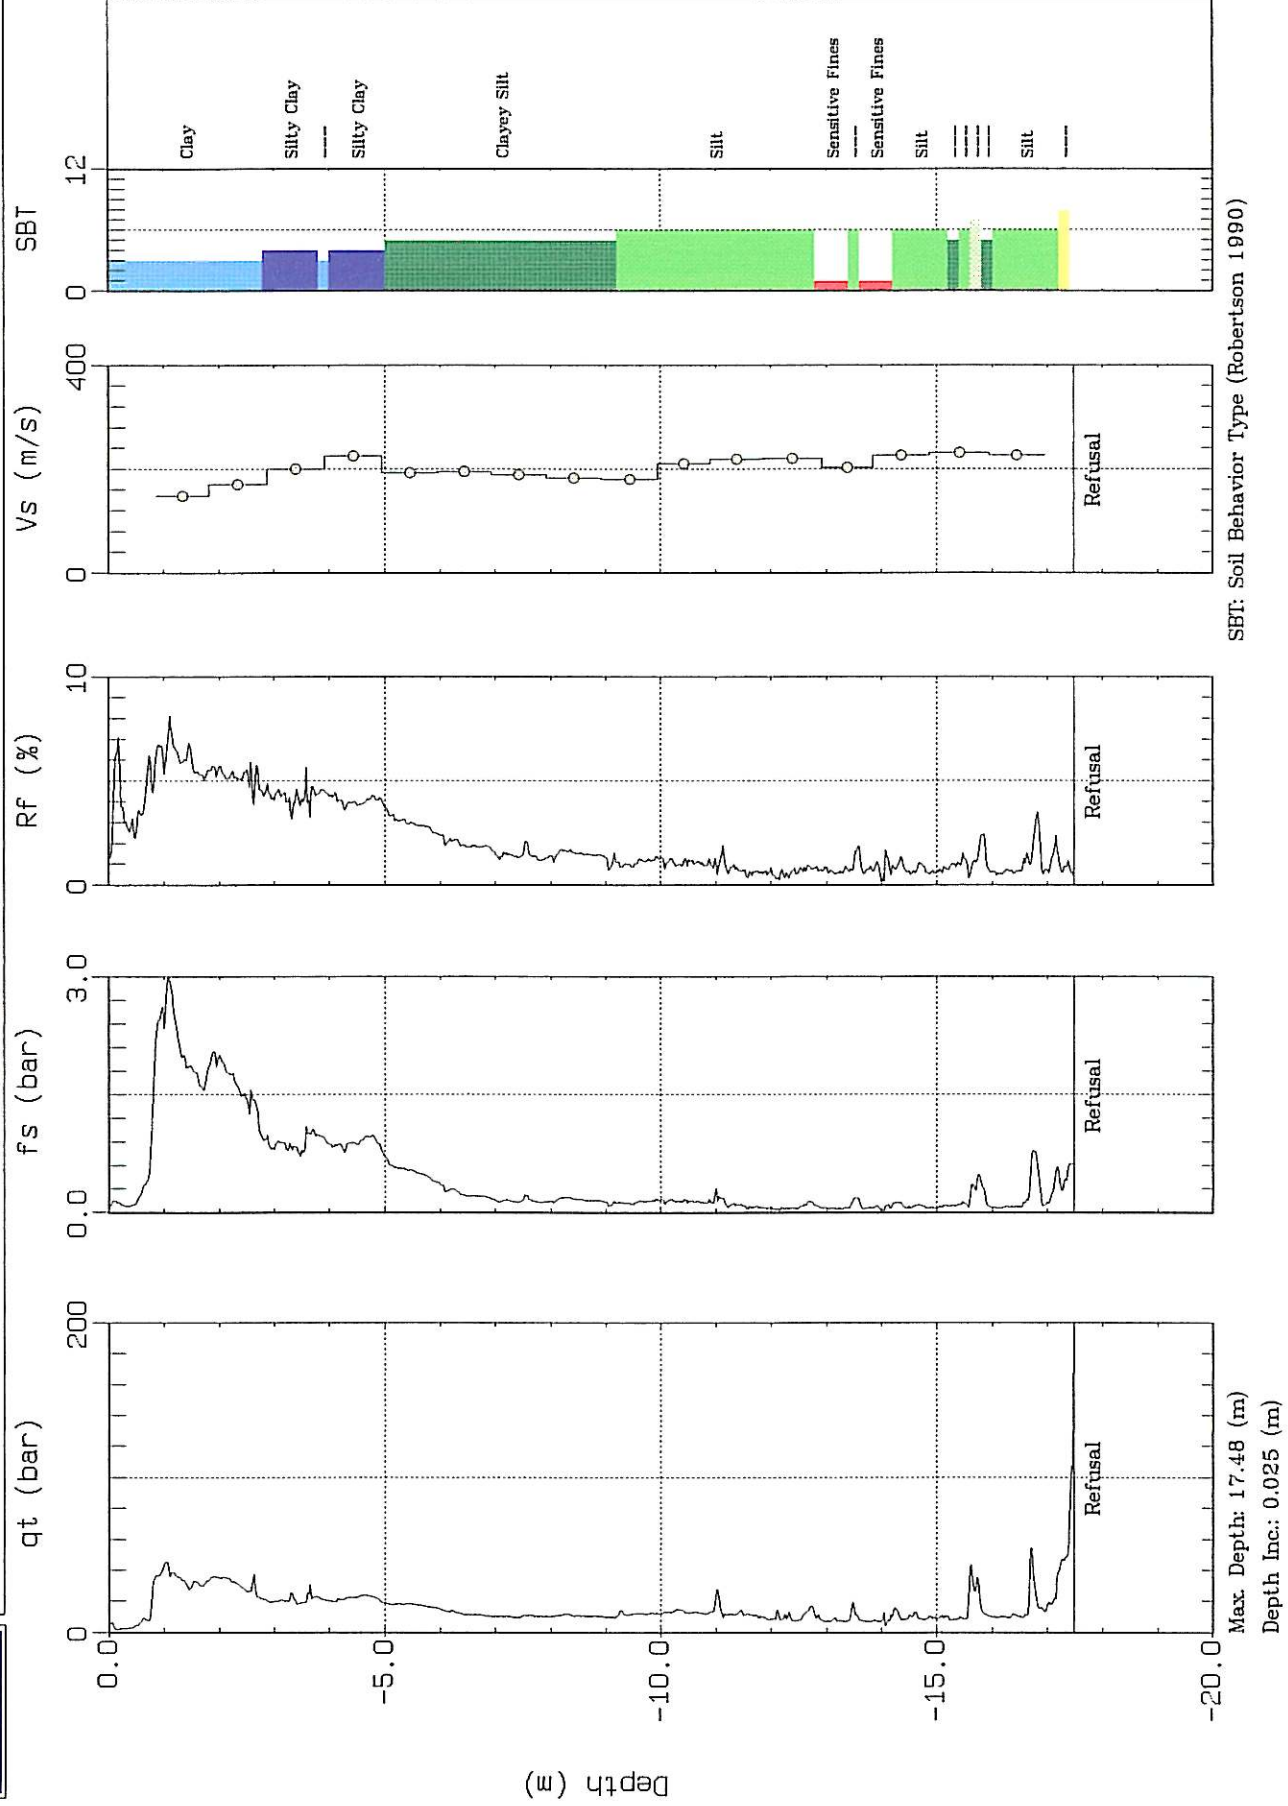 qt (bar)
fs (bar)
Rf (%)
Vs (m/s)
SBT
0
200
0.0
3.0
0
10
0
400
0
12
0.0
-5.0
-10.0
-15.0
-20.0
Depth (m)
Refusal
Refusal
Refusal
Refusal
Clay
Silty Clay
----
Silty Clay
Clayey Silt
Silt
Sensitive Fines
----
Sensitive Fines
Silt
----
----
----
----
Silt
----
Max. Depth: 17.48 (m)
Depth Inc.: 0.025 (m)
SBT: Soil Behavior Type (Robertson 1990)